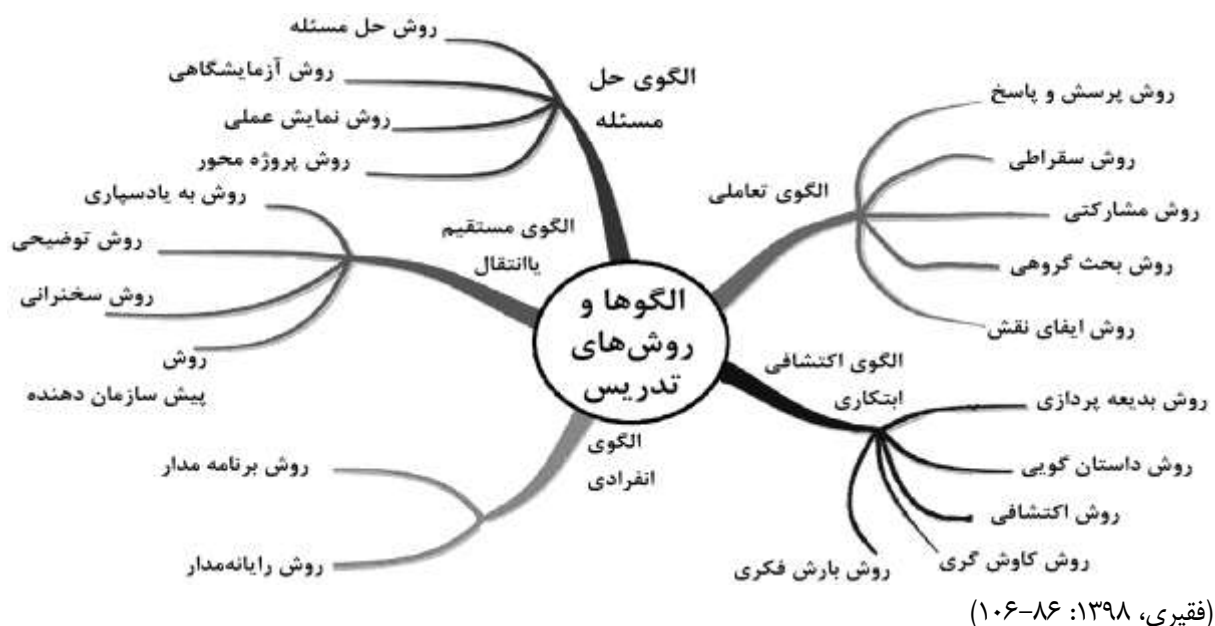 الگوها و
روش‌های
تدریس
الگوی حل
مسئله
روش حل مسئله
روش آزمایشگاهی
روش نمایش عملی
روش پروژه محور
الگوی تعاملی
روش پرسش و پاسخ
روش سقراطی
روش مشارکتی
روش بحث گروهی
روش ایفای نقش
الگوی مستقیم
یاانتقال
روش به یادسپاری
روش توضیحی
روش سخنرانی
روش
پیش سازمان دهنده
الگوی اکتشافی
ابتکاری
روش بدیعه پردازی
روش داستان گویی
روش اکتشافی
روش کاوش گری
روش بارش فکری
الگوی
انفرادی
روش برنامه مدار
روش رایانه‌مدار
(فقیری، ۱۳۹۸: ۸۶–۱۰۶)